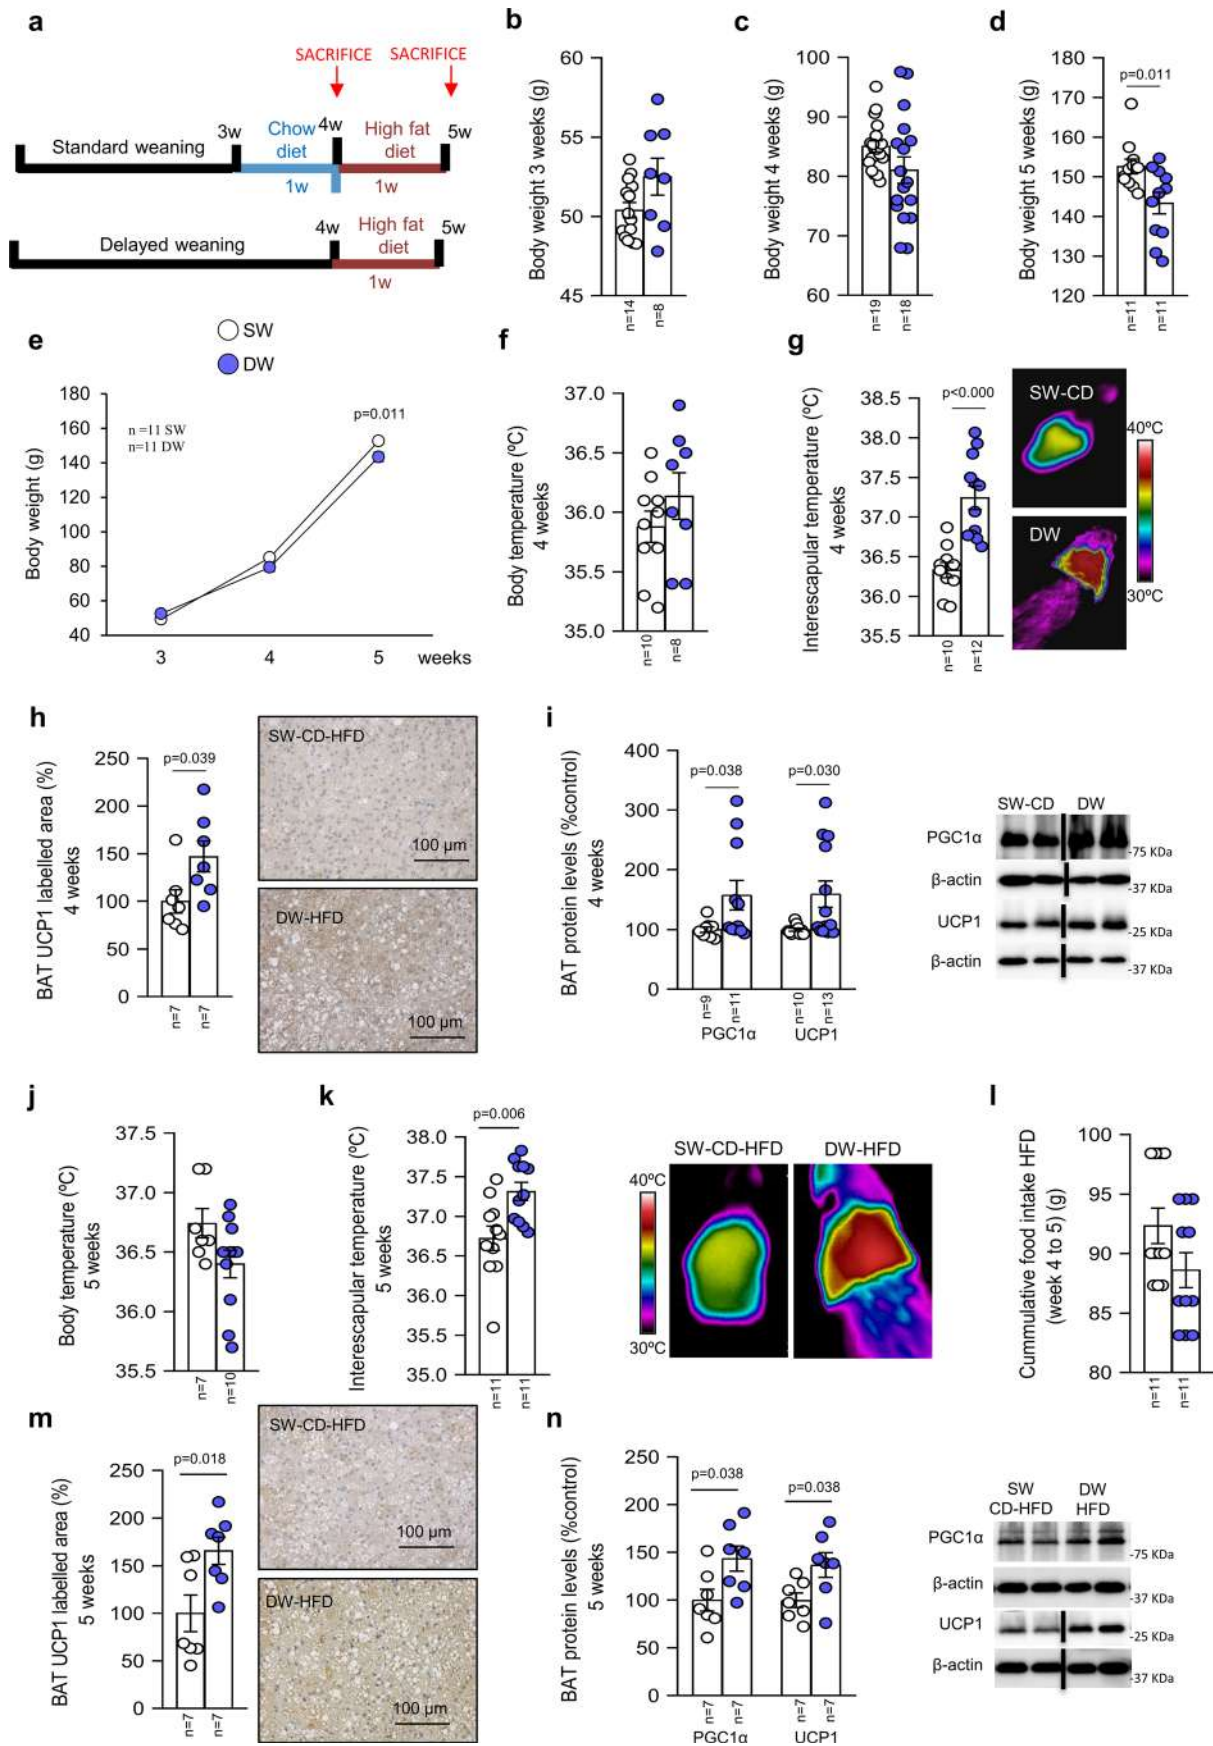 a
SACRIFICE SACRIFICE
3w Chow diet 4w High fat diet 5w
Standard weaning
1w 1w
4w High fat diet 5w
Delayed weaning
1w
b
Body weight 3 weeks (g)
60
55
50
45
n=14 n=8
c
Body weight 4 weeks (g)
100
90
80
70
60
n=19 n=18
d
Body weight 5 weeks (g)
180
170
160
150
140
130
120
p=0.011
n=11 n=11
e
SW
DW
Body weight (g)
180
160
140
120
100
80
60
40
n =11 SW
n=11 DW
p=0.011
3 4 5 weeks
f
Body temperature (ºC)
4 weeks
37.0
36.5
36.0
35.5
35.0
n=10 n=8
g
Interescapular temperature (ºC)
4 weeks
38.5
38.0
37.5
37.0
36.5
36.0
35.5
p<0.000
n=10 n=12
SW-CD
DW
40ºC
30ºC
h
BAT UCP1 labelled area (%)
4 weeks
250
200
150
100
50
0
p=0.039
n=7 n=7
SW-CD-HFD
100 µm
DW-HFD
100 µm
i
BAT protein levels (%control)
4 weeks
400
300
200
100
0
p=0.038 p=0.030
n=9 n=11 n=10 n=13
PGC1α UCP1
SW-CD DW
PGC1α
-75 KDa
β-actin
-37 KDa
UCP1
-25 KDa
β-actin
-37 KDa
j
Body temperature (ºC)
5 weeks
37.5
37.0
36.5
36.0
35.5
n=7 n=10
k
Interescapular temperature (ºC)
5 weeks
38.0
37.5
37.0
36.5
36.0
35.5
35.0
p=0.006
n=11 n=11
SW-CD-HFD DW-HFD
40ºC
30ºC
l
Cummulative food intake HFD
(week 4 to 5) (g)
100
95
90
85
80
n=11 n=11
m
BAT UCP1 labelled area (%)
5 weeks
250
200
150
100
50
0
p=0.018
n=7 n=7
SW-CD-HFD
100 µm
DW-HFD
100 µm
n
BAT protein levels (%control)
5 weeks
250
200
150
100
50
0
p=0.038 p=0.038
n=7 n=7 n=7 n=7
PGC1α UCP1
SW DW
CD-HFD HFD
PGC1α
-75 KDa
β-actin
-37 KDa
UCP1
-25 KDa
β-actin
-37 KDa